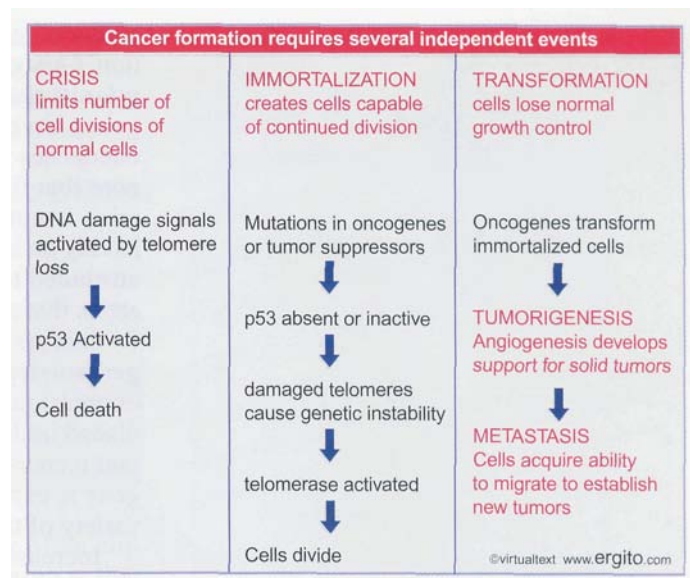 Cancer formation requires several independent events
CRISIS
limits number of
cell divisions of
normal cells
DNA damage signals
activated by telomere
loss
p53 Activated
Cell death
IMMORTALIZATION
creates cells capable
of continued division
Mutations in oncogenes
or tumor suppressors
p53 absent or inactive
damaged telomeres
cause genetic instability
telomerase activated
Cells divide
TRANSFORMATION
cells lose normal
growth control
Oncogenes transform
immortalized cells
TUMORIGENESIS
Angiogenesis develops
support for solid tumors
METASTASIS
Cells acquire ability
to migrate to establish
new tumors
©virtualtext www.ergito.com